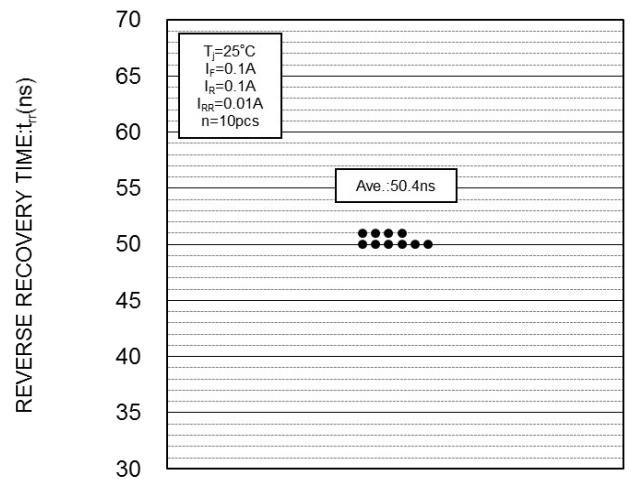 REVERSE RECOVERY TIME:trr(ns)
70
65
60
55
50
45
40
35
30
Tj=25°C
IF=0.1A
IR=0.1A
IRR=0.01A
n=10pcs
Ave.:50.4ns